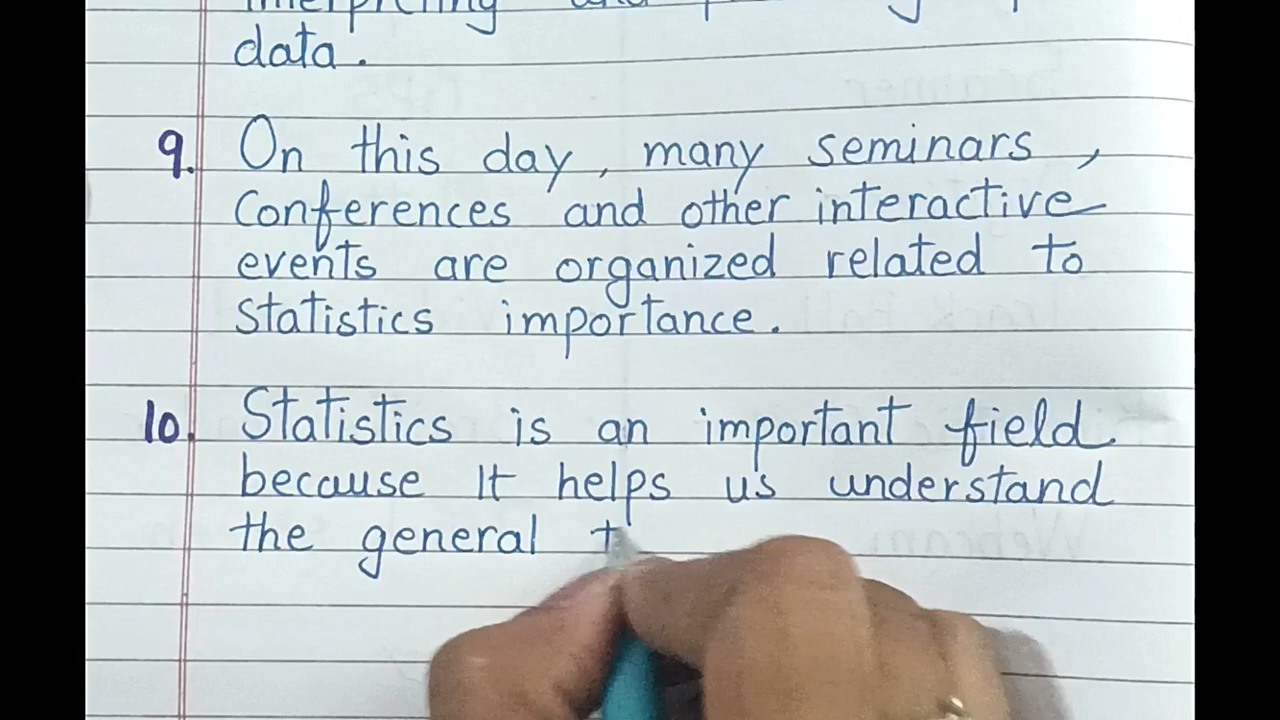 data.
9. On this day, many seminars,
Conferences and other interactive
events are organized related to
Statistics importance.
10. Statistics is an important field
because It helps us understand
the general t